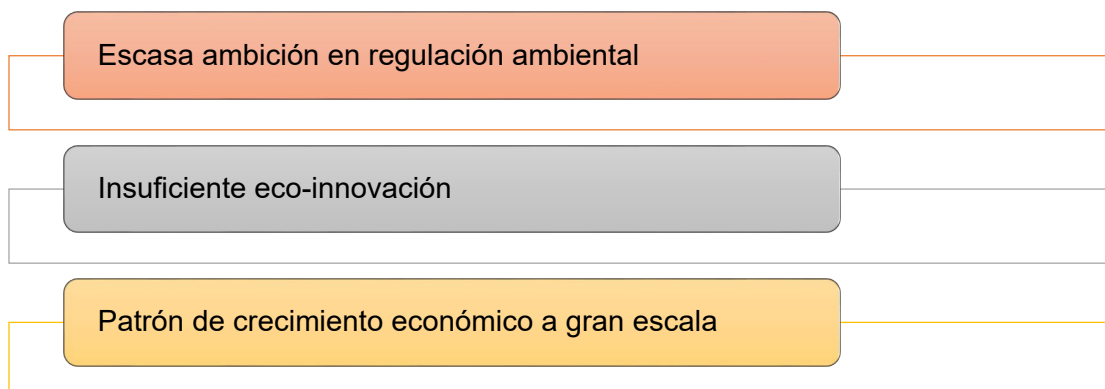 Escasa ambición en regulación ambiental
Insuficiente eco-innovación
Patrón de crecimiento económico a gran escala